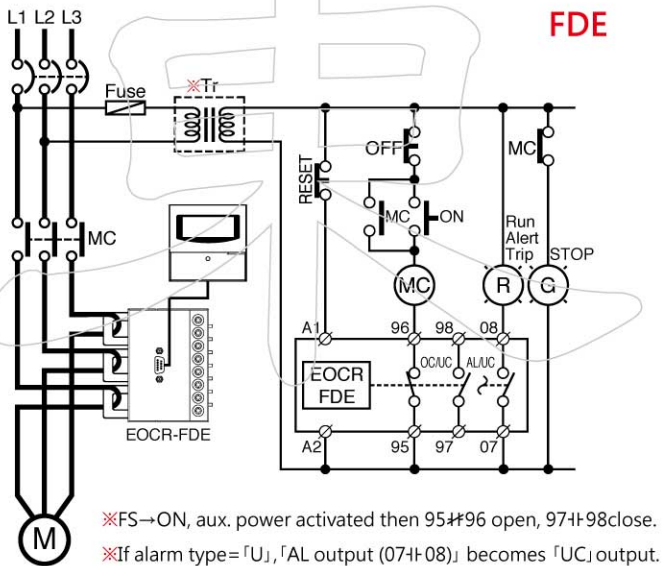 L1 L2 L3
FDE
Fuse
※Tr
OFF
RESET
MC
ON
MC
Run
Alert
Trip
STOP
MC
MC
R
G
A1
96
98
08
OC/UC
AL/UC
EOCR
FDE
EOCR-FDE
A2
95
97
07
M
※FS→ON, aux. power activated then 95╫96 open, 97┤├98close.
※If alarm type=「U」,「AL output (07┤├08)」 becomes 「UC」output.